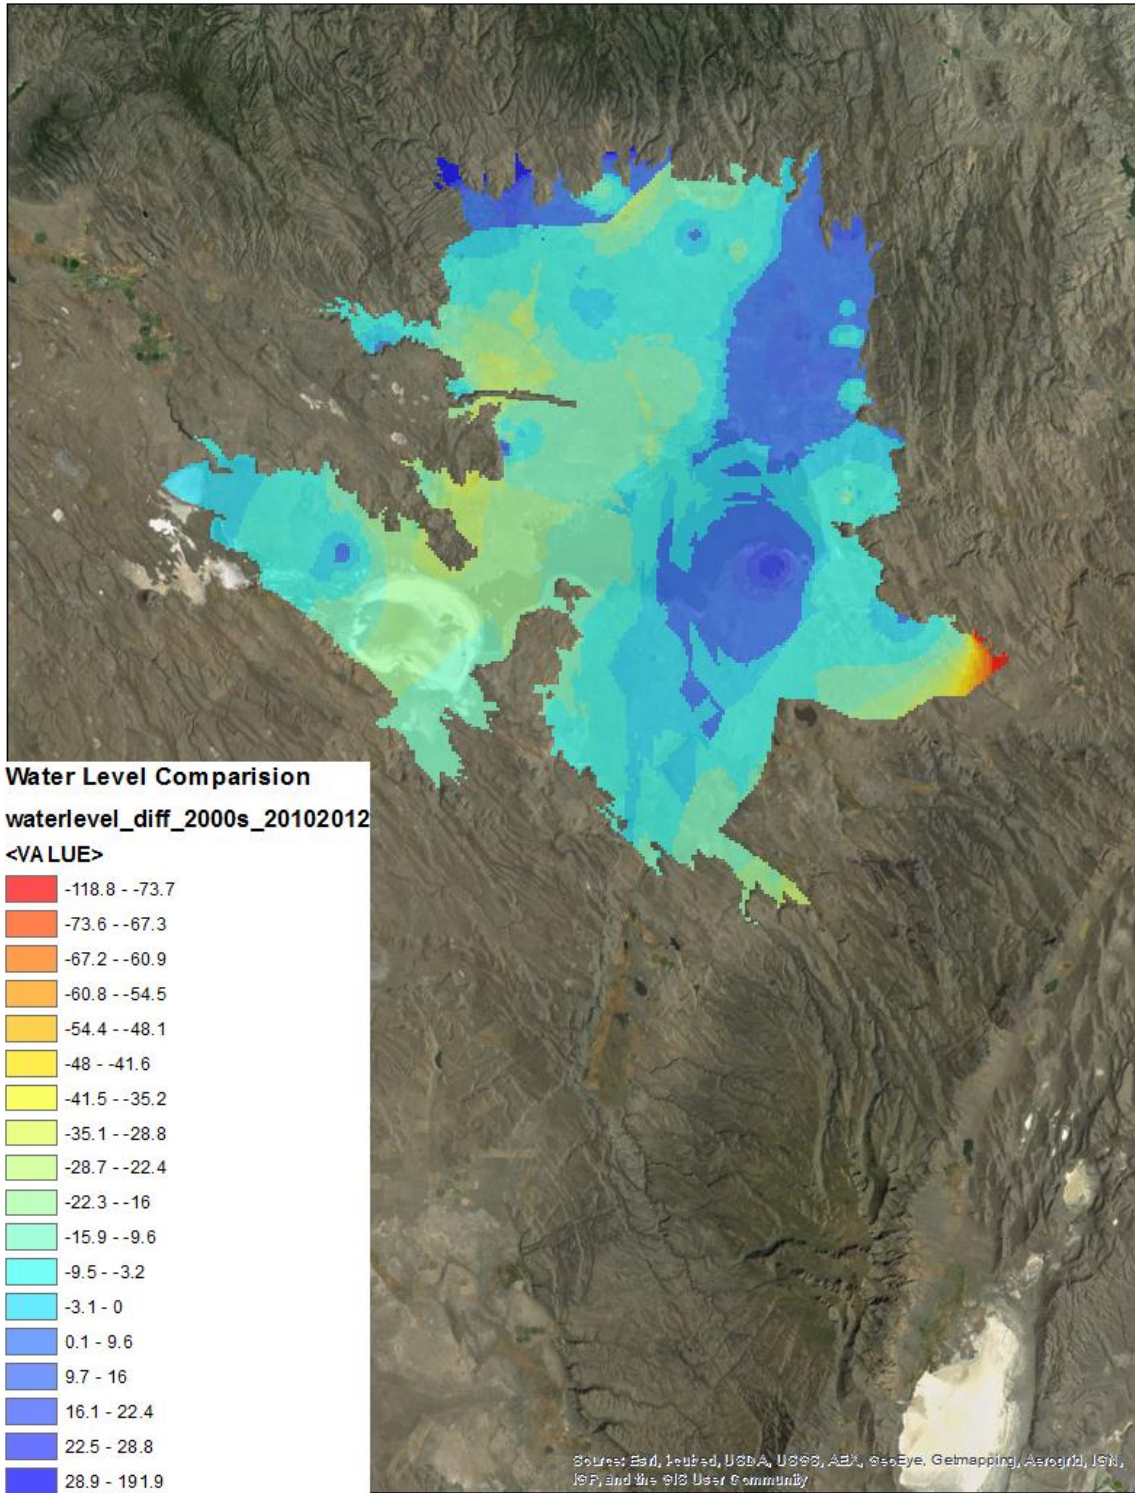 Water Level Comparision
waterlevel_diff_2000s_20102012
<VALUE>
-118.8 - -73.7
-73.6 - -67.3
-67.2 - -60.9
-60.8 - -54.5
-54.4 - -48.1
-48 - -41.6
-41.5 - -35.2
-35.1 - -28.8
-28.7 - -22.4
-22.3 - -16
-15.9 - -9.6
-9.5 - -3.2
-3.1 - 0
0.1 - 9.6
9.7 - 16
16.1 - 22.4
22.5 - 28.8
28.9 - 191.9
Source: Esri, i-cubed, USDA, USGS, AEX, GeoEye, Getmapping, Aerogrid, IGN,
IGP, and the GIS User Community